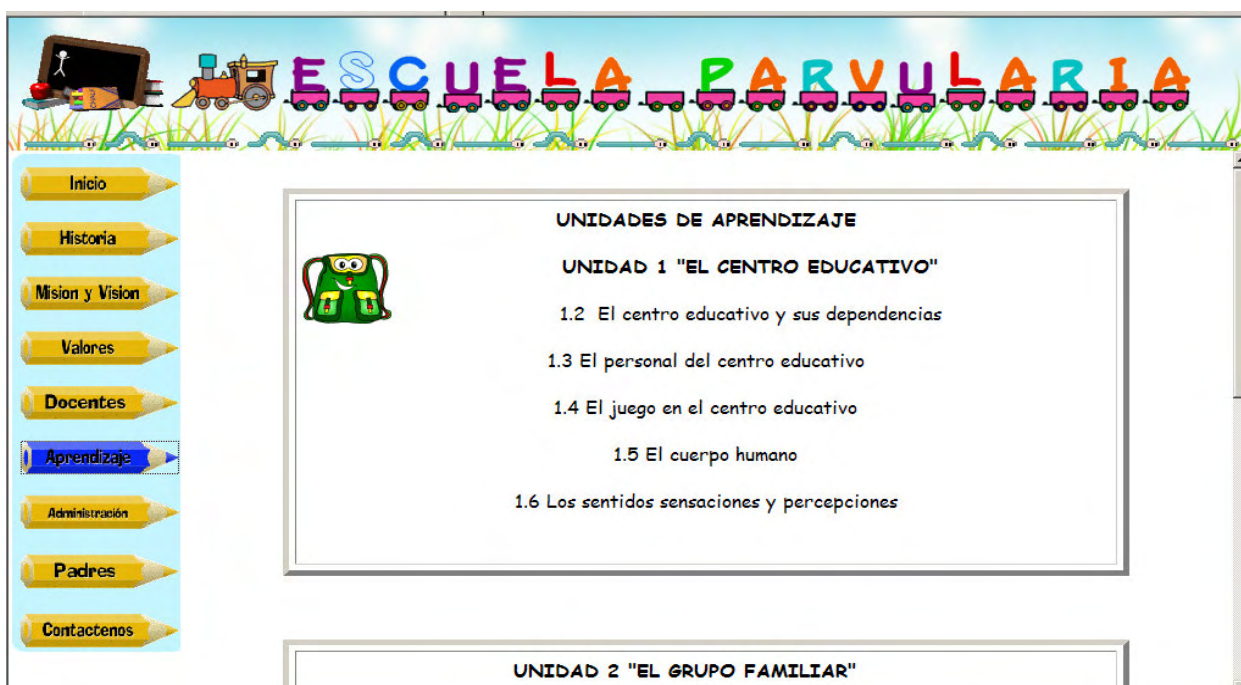 ESCUELA PARVULARIA
Inicio
Historia
Mision y Vision
Valores
Docentes
Aprendizaje
Administración
Padres
Contactenos
UNIDADES DE APRENDIZAJE
UNIDAD 1 "EL CENTRO EDUCATIVO"
1.2 El centro educativo y sus dependencias
1.3 El personal del centro educativo
1.4 El juego en el centro educativo
1.5 El cuerpo humano
1.6 Los sentidos sensaciones y percepciones
UNIDAD 2 "EL GRUPO FAMILIAR"